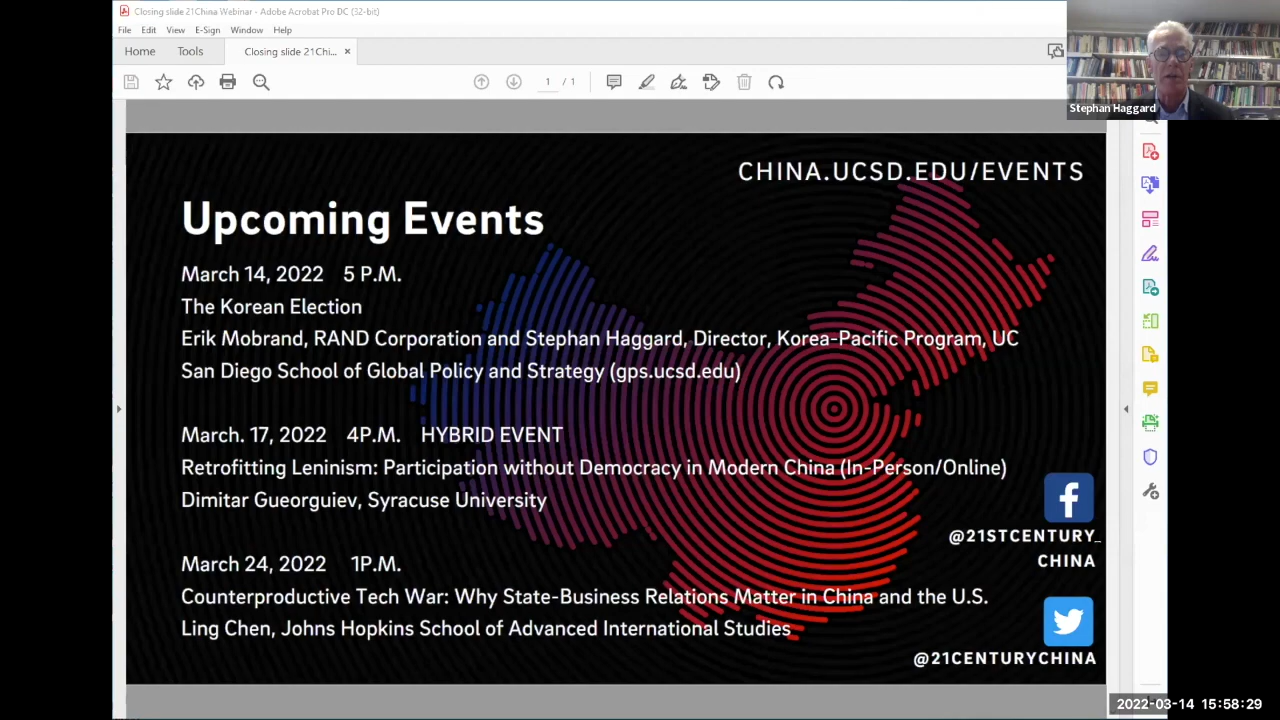 Closing slide 21China Webinar - Adobe Acrobat Pro DC (32-bit)
File Edit View E-Sign Window Help
Home Tools Closing slide 21Chi... ×
1 / 1
Stephan Haggard
CHINA.UCSD.EDU/EVENTS
Upcoming Events
March 14, 2022 5 P.M.
The Korean Election
Erik Mobrand, RAND Corporation and Stephan Haggard, Director, Korea-Pacific Program, UC
San Diego School of Global Policy and Strategy (gps.ucsd.edu)
March. 17, 2022 4P.M. HYBRID EVENT
Retrofitting Leninism: Participation without Democracy in Modern China (In-Person/Online)
Dimitar Gueorguiev, Syracuse University
@21STCENTURY_
CHINA
March 24, 2022 1P.M.
Counterproductive Tech War: Why State-Business Relations Matter in China and the U.S.
Ling Chen, Johns Hopkins School of Advanced International Studies
@21CENTURYCHINA
2022-03-14 15:58:29